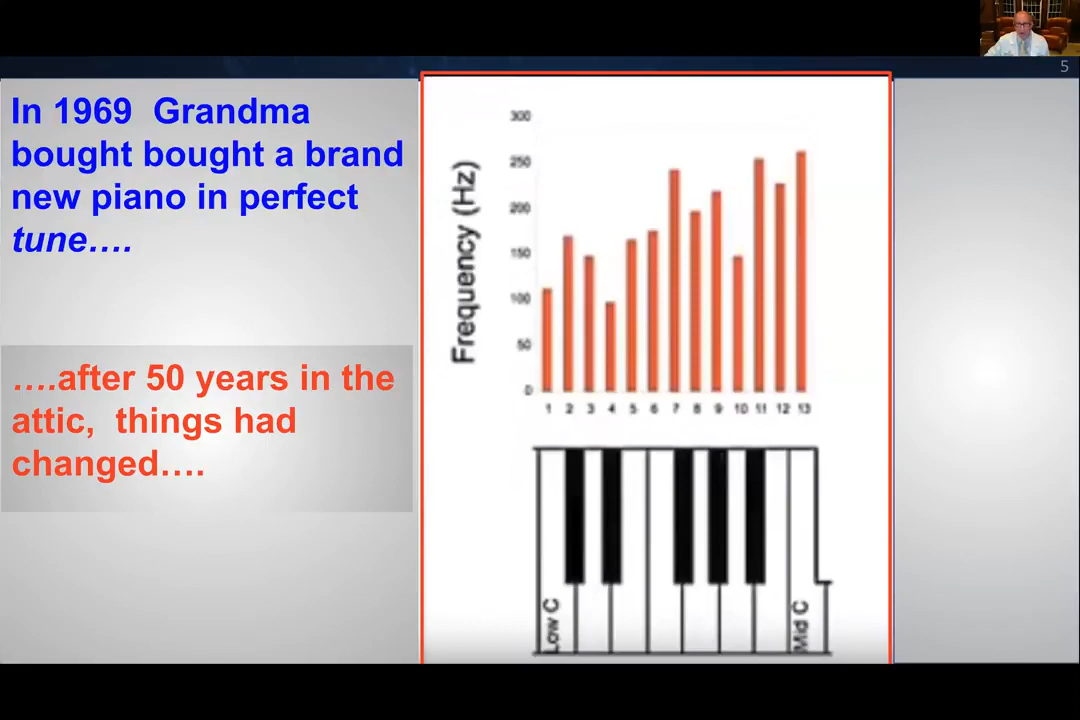 5
In 1969 Grandma
bought bought a brand
new piano in perfect
tune….
….after 50 years in the
attic, things had
changed….
Frequency (Hz)
300
250
200
150
100
50
0
1 2 3 4 5 6 7 8 9 10 11 12 13
Low C
Mid C